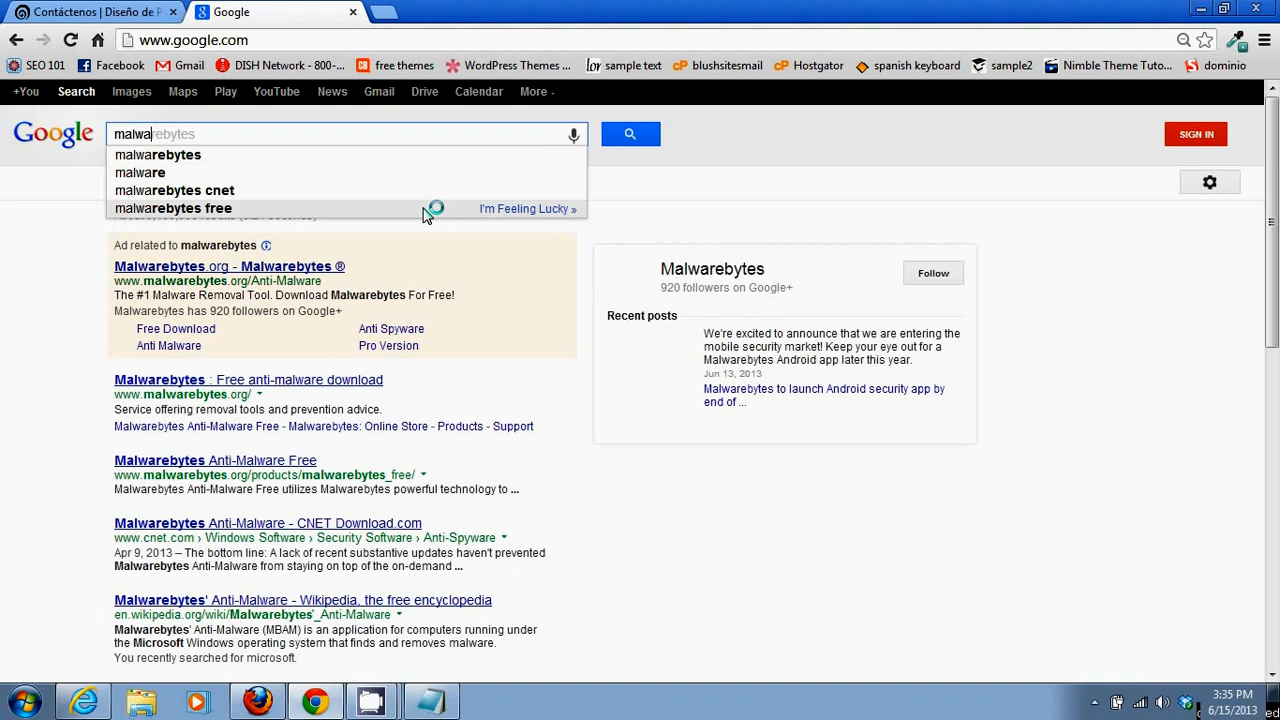 Contáctenos | Diseño de P × Google ×
www.google.com
SEO 101 Facebook Gmail DISH Network - 800-... free themes WordPress Themes ... sample text blushsitesmail Hostgator spanish keyboard sample2 Nimble Theme Tutor... dominio
+You Search Images Maps Play YouTube News Gmail Drive Calendar More
Google malwarebytes SIGN IN
malwarebytes
malware
malwarebytes cnet
malwarebytes free I'm Feeling Lucky »
Ad related to malwarebytes
Malwarebytes.org - Malwarebytes ®
www.malwarebytes.org/Anti-Malware
The #1 Malware Removal Tool. Download Malwarebytes For Free!
Malwarebytes has 920 followers on Google+
Free Download Anti Spyware
Anti Malware Pro Version
Malwarebytes : Free anti-malware download
www.malwarebytes.org/
Service offering removal tools and prevention advice.
Malwarebytes Anti-Malware Free - Malwarebytes: Online Store - Products - Support
Malwarebytes Anti-Malware Free
www.malwarebytes.org/products/malwarebytes_free/
Malwarebytes Anti-Malware Free utilizes Malwarebytes powerful technology to ...
Malwarebytes Anti-Malware - CNET Download.com
www.cnet.com › Windows Software › Security Software › Anti-Spyware
Apr 9, 2013 – The bottom line: A lack of recent substantive updates haven't prevented
Malwarebytes Anti-Malware from staying on top of the on-demand ...
Malwarebytes' Anti-Malware - Wikipedia, the free encyclopedia
en.wikipedia.org/wiki/Malwarebytes'_Anti-Malware
Malwarebytes' Anti-Malware (MBAM) is an application for computers running under
the Microsoft Windows operating system that finds and removes malware.
You recently searched for microsoft.
Malwarebytes Follow
920 followers on Google+
Recent posts
We're excited to announce that we are entering the
mobile security market! Keep your eye out for a
Malwarebytes Android app later this year.
Jun 13, 2013
Malwarebytes to launch Android security app by
end of ...
3:35 PM
6/15/2013